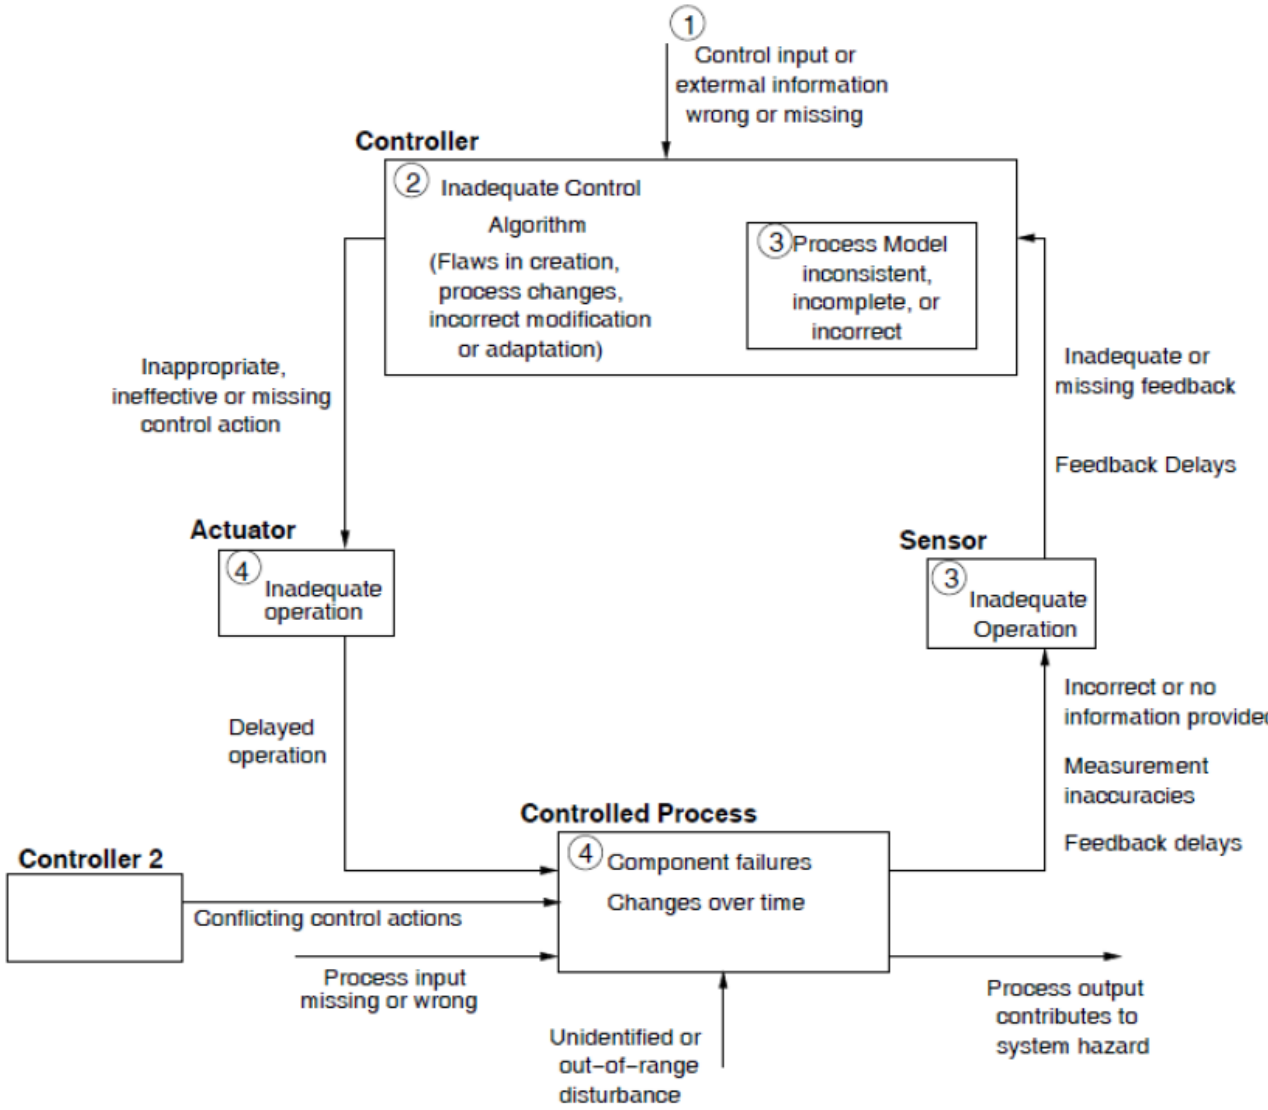 1
Control input or
extermal information
wrong or missing
Controller
2 Inadequate Control
Algorithm
(Flaws in creation,
process changes,
incorrect modification
or adaptation)
3 Process Model
inconsistent,
incomplete, or
incorrect
Inappropriate,
ineffective or missing
control action
Inadequate or
missing feedback
Feedback Delays
Actuator
4
Inadequate
operation
Sensor
3
Inadequate
Operation
Delayed
operation
Incorrect or no
information provided
Measurement
inaccuracies
Feedback delays
Controlled Process
4 Component failures
Changes over time
Controller 2
Conflicting control actions
Process input
missing or wrong
Unidentified or
out-of-range
disturbance
Process output
contributes to
system hazard